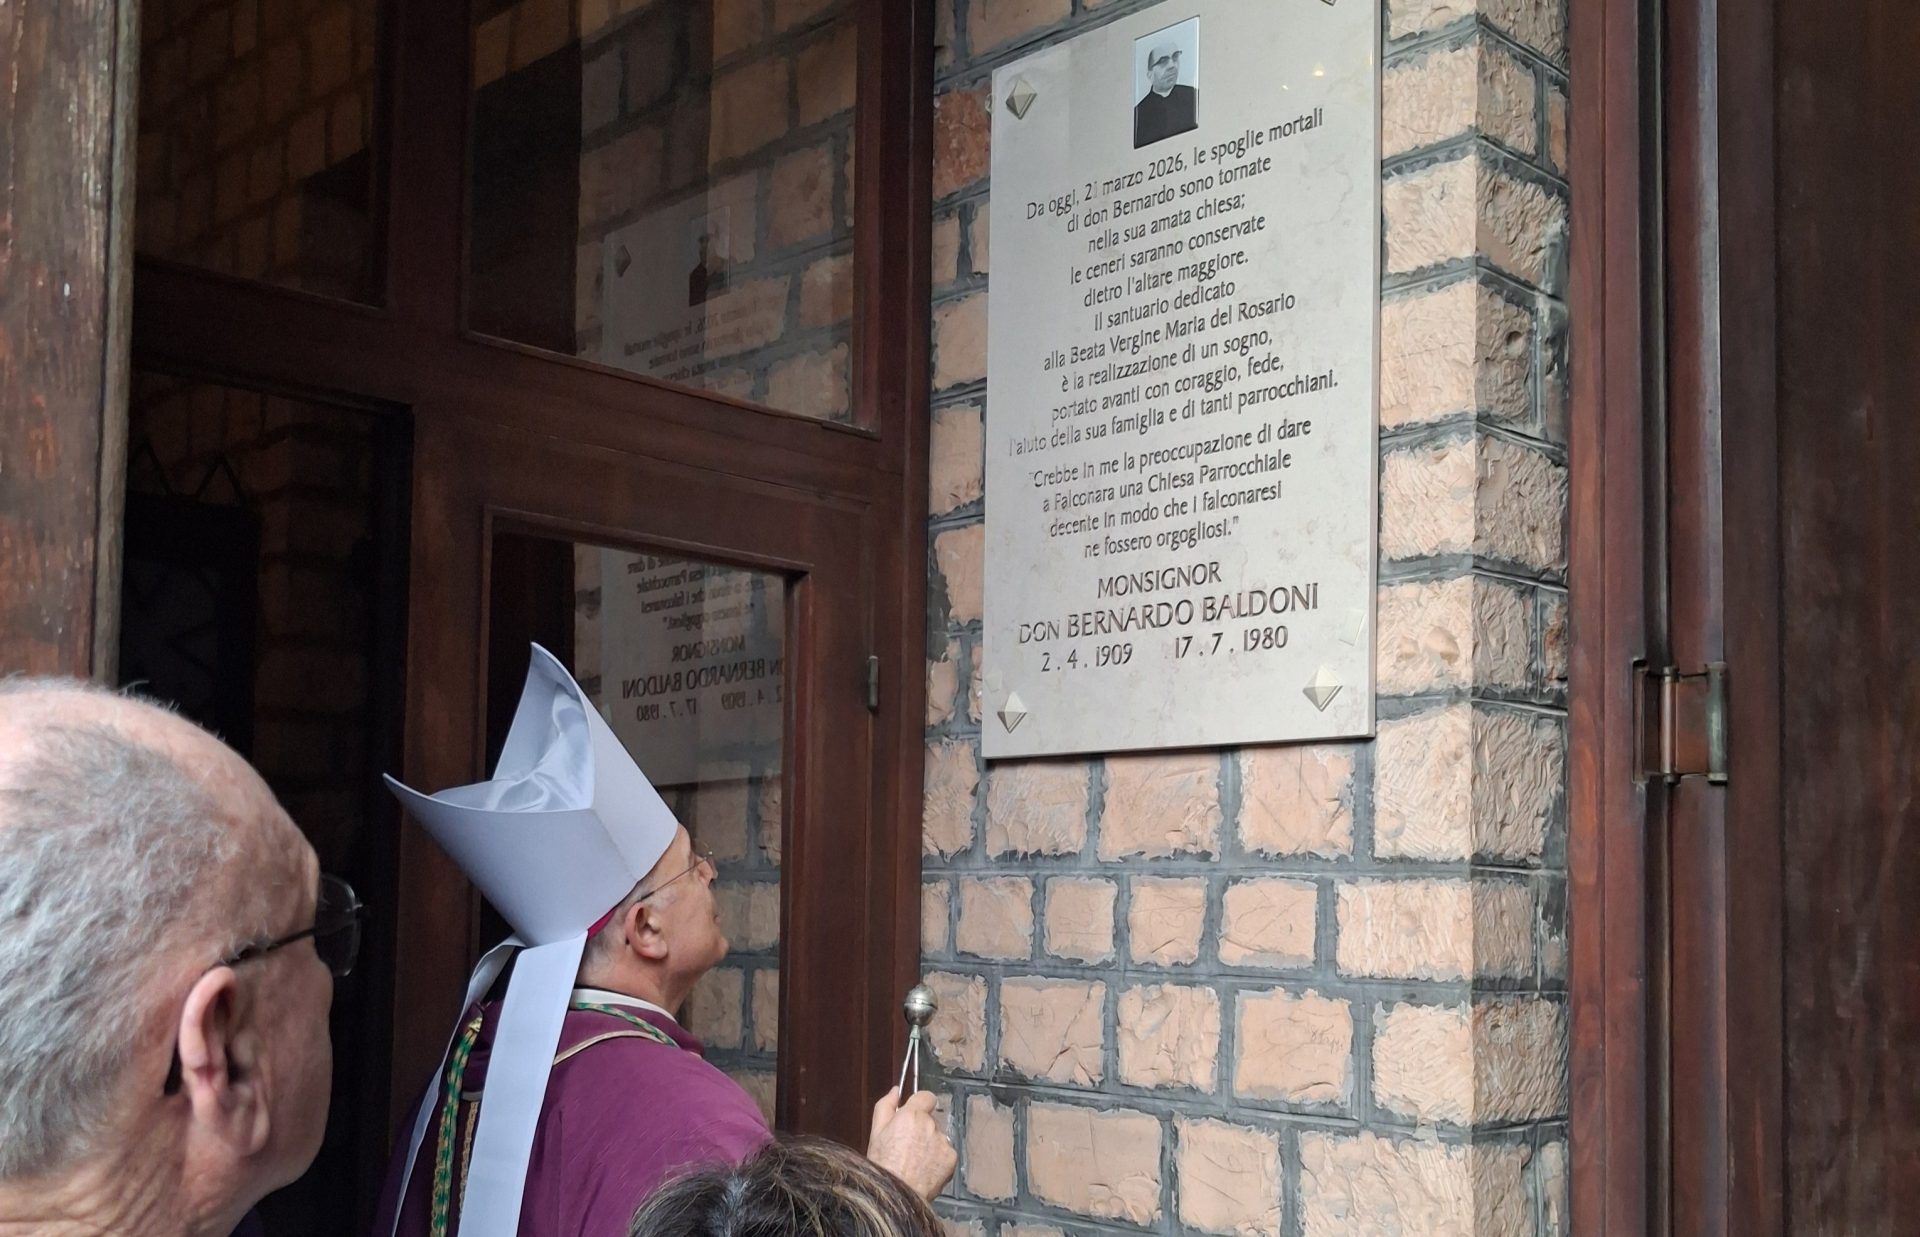 Da oggi, 21 marzo 2026, le spoglie mortali
di don Bernardo sono tornate
nella sua amata chiesa;
le ceneri saranno conservate
dietro l'altare maggiore.
Il santuario dedicato
alla Beata Vergine Maria del Rosario
è la realizzazione di un sogno,
portato avanti con coraggio, fede,
l'aiuto della sua famiglia e di tanti parrocchiani.
"Crebbe in me la preoccupazione di dare
a Falconara una Chiesa Parrocchiale
decente in modo che i falconaresi
ne fossero orgogliosi."
MONSIGNOR
DON BERNARDO BALDONI
2.4.1909 17.7.1980